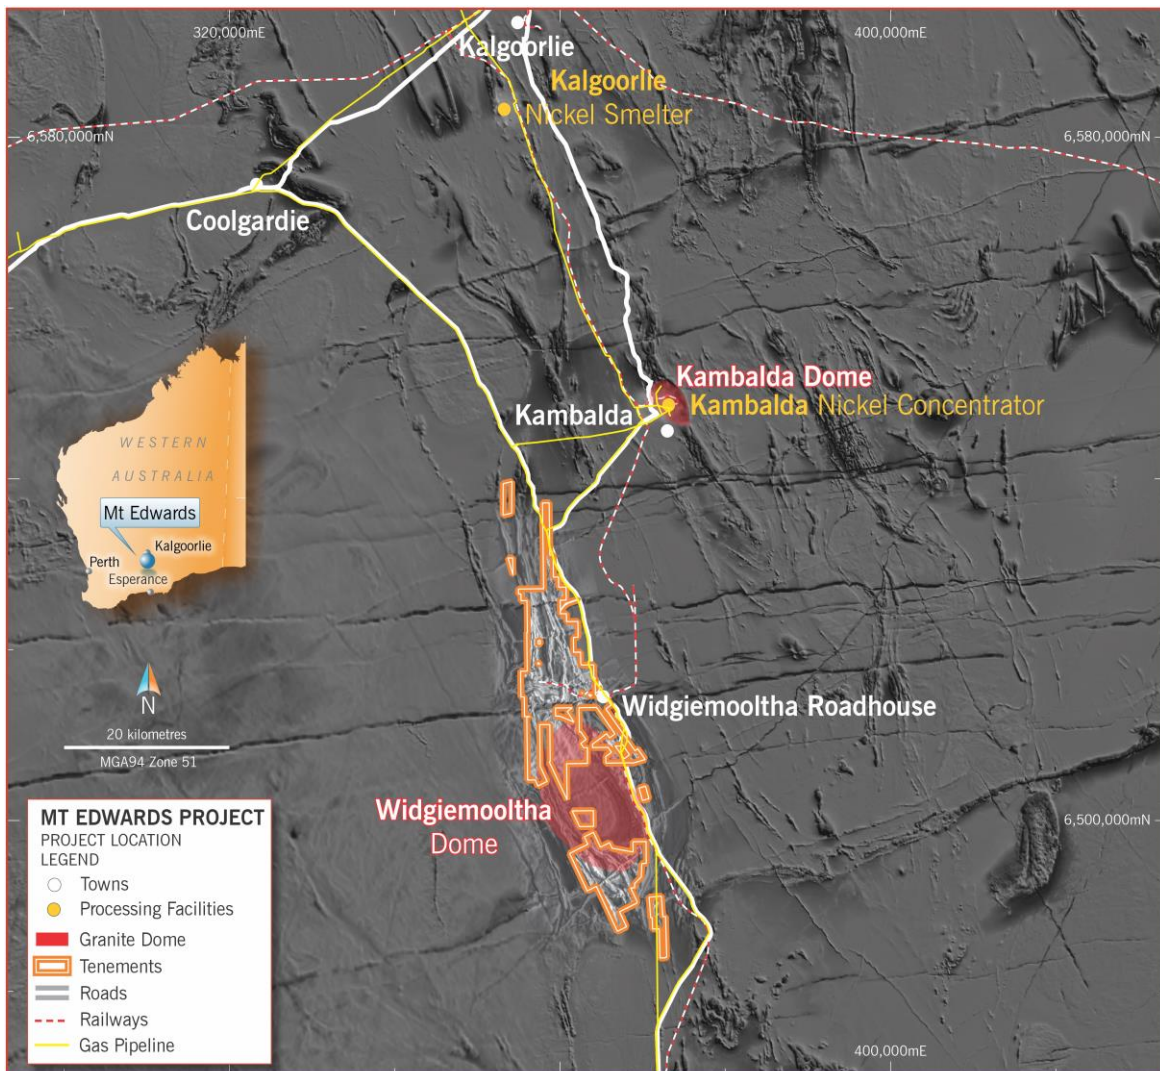 320,000mE
400,000mE
Kalgoorlie
Kalgoorlie
Nickel Smelter
6,580,000mN
6,580,000mN
Coolgardie
Kambalda Dome
Kambalda
Kambalda Nickel Concentrator
WESTERN
AUSTRALIA
Mt Edwards
Kalgoorlie
Perth
Esperance
N
20 kilometres
MGA94 Zone 51
Widgiemooltha Roadhouse
Widgiemooltha
Dome
6,500,000mN
MT EDWARDS PROJECT
PROJECT LOCATION
LEGEND
Towns
Processing Facilities
Granite Dome
Tenements
Roads
Railways
Gas Pipeline
400,000mE